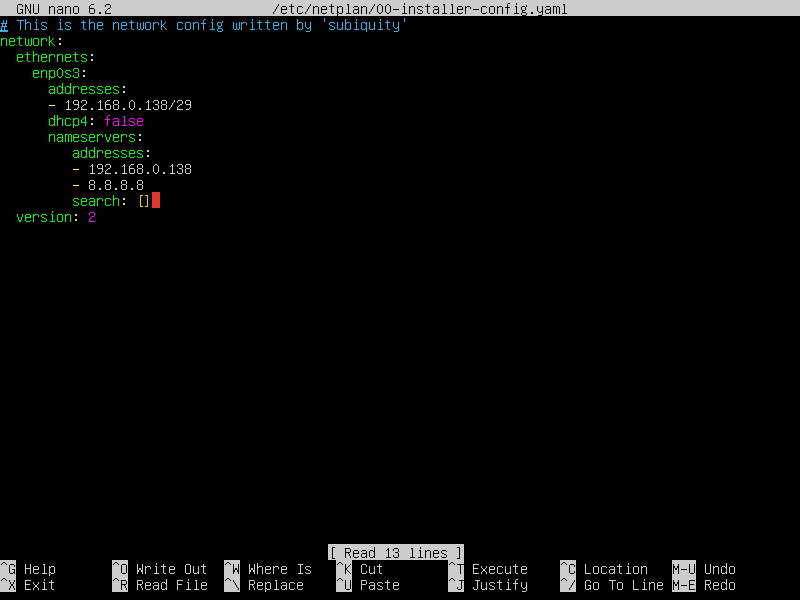 GNU nano 6.2 /etc/netplan/00-installer-config.yaml
# This is the network config written by 'subiquity'
network:
  ethernets:
    enp0s3:
      addresses:
      - 192.168.0.138/29
      dhcp4: false
      nameservers:
         addresses:
         - 192.168.0.138
         - 8.8.8.8
         search: []
  version: 2
[ Read 13 lines ]
^G Help ^O Write Out ^W Where Is ^K Cut ^T Execute ^C Location M-U Undo
^X Exit ^R Read File ^\ Replace ^U Paste ^J Justify ^/ Go To Line M-E Redo